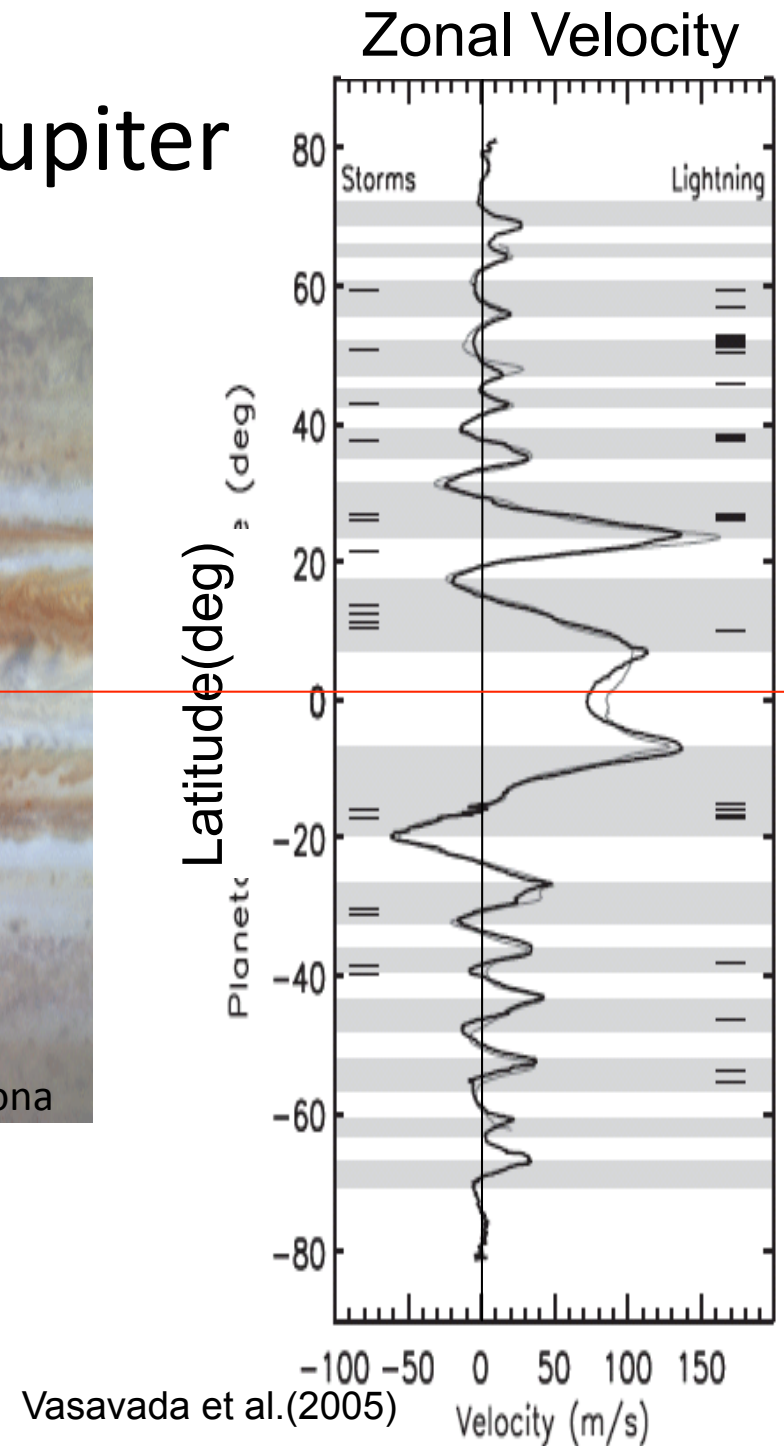 Zonal Velocity
upiter
Storms
Lightning
80
60
40
20
0
−20
−40
−60
−80
Latitude(deg)
e (deg)
Planetc
ona
−100 −50 0 50 100 150
Velocity (m/s)
Vasavada et al.(2005)